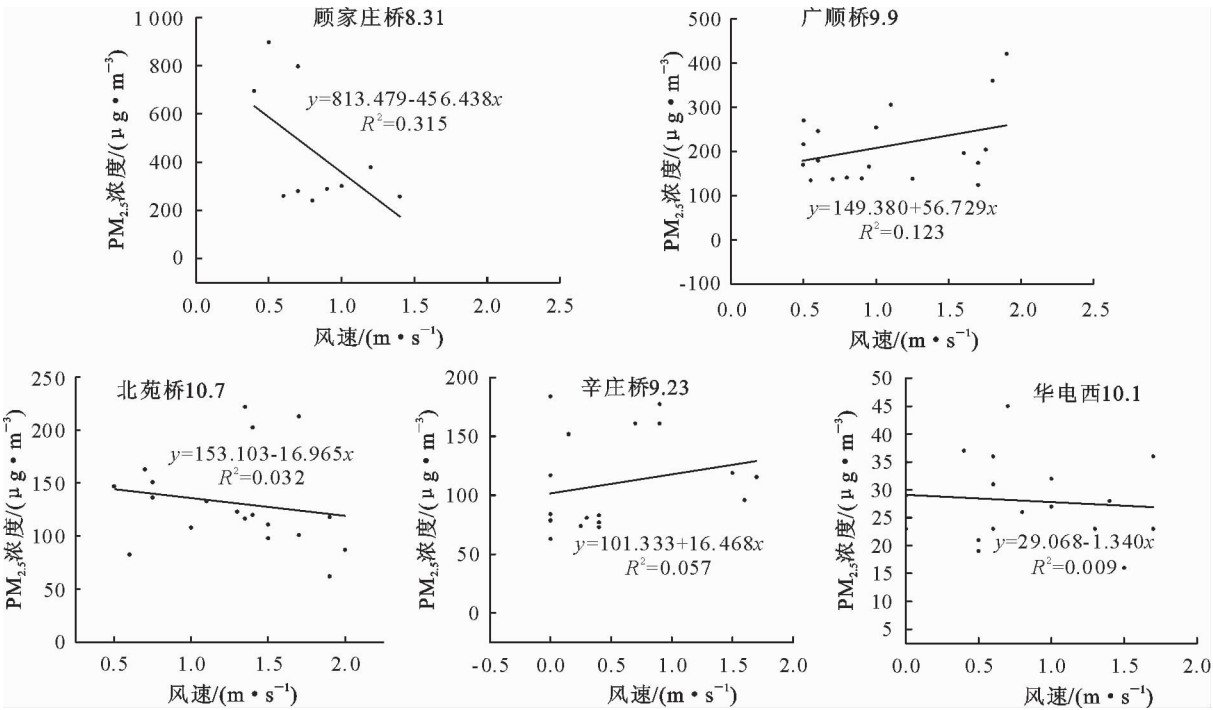 顾家庄桥8.31
PM2.5浓度/(μg•m⁻³)
1 000
800
600
400
200
0
y=813.479-456.438x
R²=0.315
0.0 0.5 1.0 1.5 2.0 2.5
风速/(m•s⁻¹)
广顺桥9.9
PM2.5浓度/(μg•m⁻³)
500
400
300
200
100
0
-100
y=149.380+56.729x
R²=0.123
0.0 0.5 1.0 1.5 2.0 2.5
风速/(m•s⁻¹)
北苑桥10.7
PM2.5浓度/(μg•m⁻³)
250
200
150
100
50
0
y=153.103-16.965x
R²=0.032
0.5 1.0 1.5 2.0
风速/(m•s⁻¹)
辛庄桥9.23
PM2.5浓度/(μg•m⁻³)
200
150
100
50
0
y=101.333+16.468x
R²=0.057
-0.5 0.0 0.5 1.0 1.5 2.0
风速/(m•s⁻¹)
华电西10.1
PM2.5浓度/(μg•m⁻³)
50
45
40
35
30
25
20
15
10
5
y=29.068-1.340x
R²=0.009
0.0 0.5 1.0 1.5 2.0
风速/(m•s⁻¹)